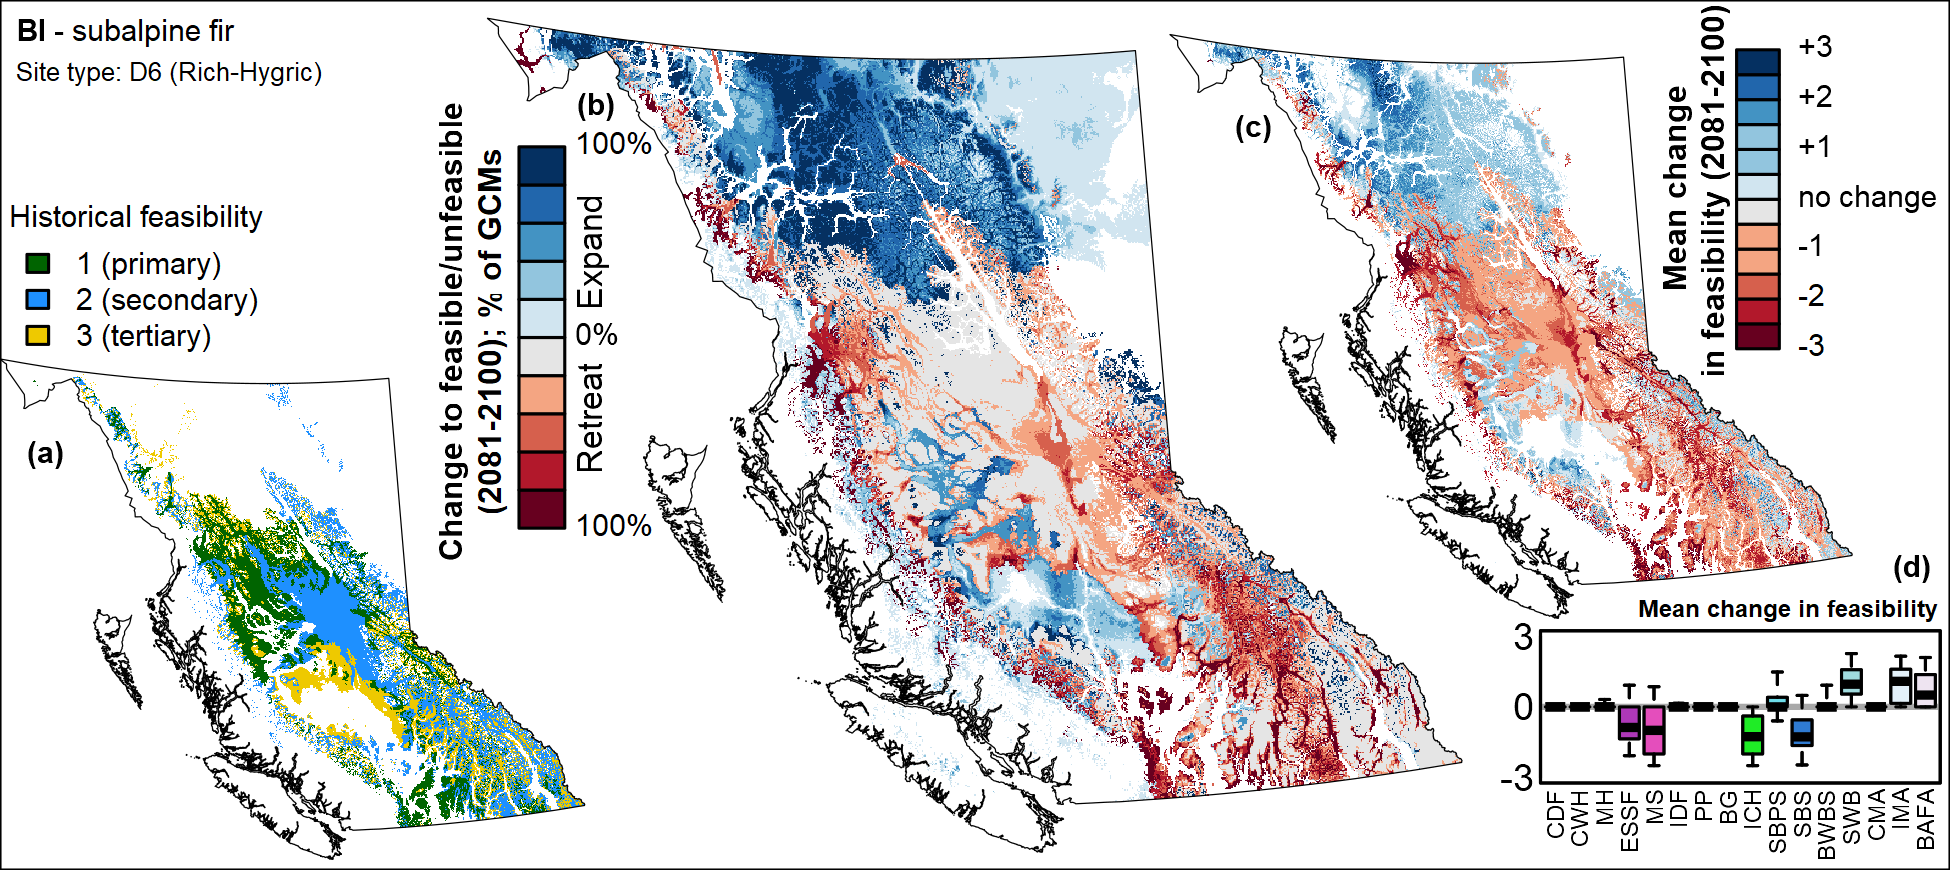 Bl - subalpine fir
Site type: D6 (Rich-Hygric)
Historical feasibility
1 (primary)
2 (secondary)
3 (tertiary)
(a)
Change to feasible/unfeasible
(2081-2100); % of GCMs
100%
Expand
0%
Retreat
100%
(b)
(c)
Mean change
in feasibility (2081-2100)
+3
+2
+1
no change
-1
-2
-3
(d)
Mean change in feasibility
3
0
-3
CDF
CWH
MH
ESSF
MS
IDF
PP
BG
ICH
SBPS
SBS
BWBS
SWB
CMA
IMA
BAFA